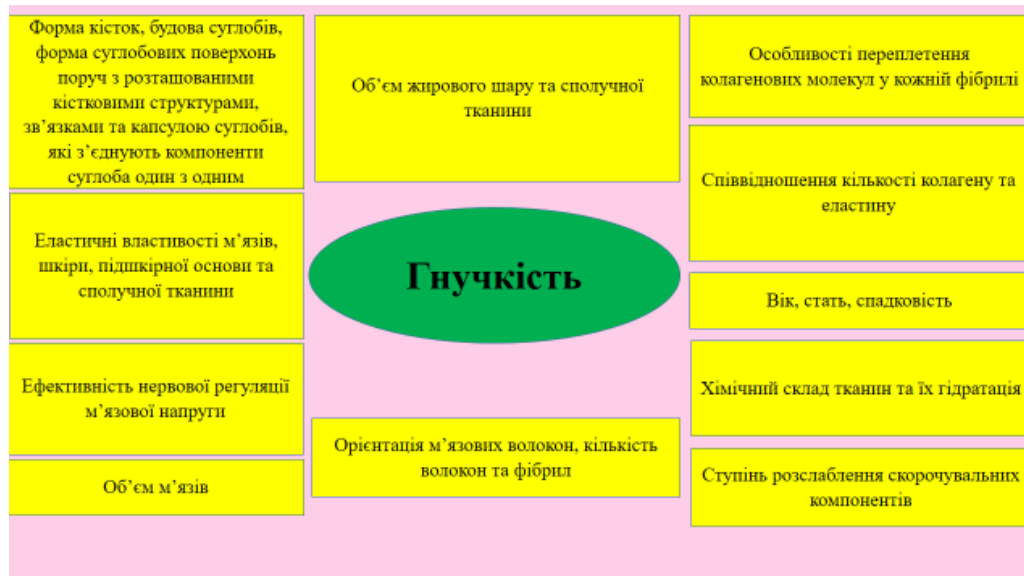 Форма кісток, будова суглобів,
форма суглобових поверхонь
поруч з розташованими
кістковими структурами,
зв’язками та капсулою суглобів,
які з’єднують компоненти
суглоба один з одним
Еластичні властивості м’язів,
шкіри, підшкірної основи та
сполучної тканини
Ефективність нервової регуляції
м’язової напруги
Об’єм м’язів
Об’єм жирового шару та сполучної
тканини
Гнучкість
Орієнтація м’язових волокон, кількість
волокон та фібрил
Особливості переплетення
колагенових молекул у кожній фібрилі
Співвідношення кількості колагену та
еластину
Вік, стать, спадковість
Хімічний склад тканин та їх гідратація
Ступінь розслаблення скорочувальних
компонентів